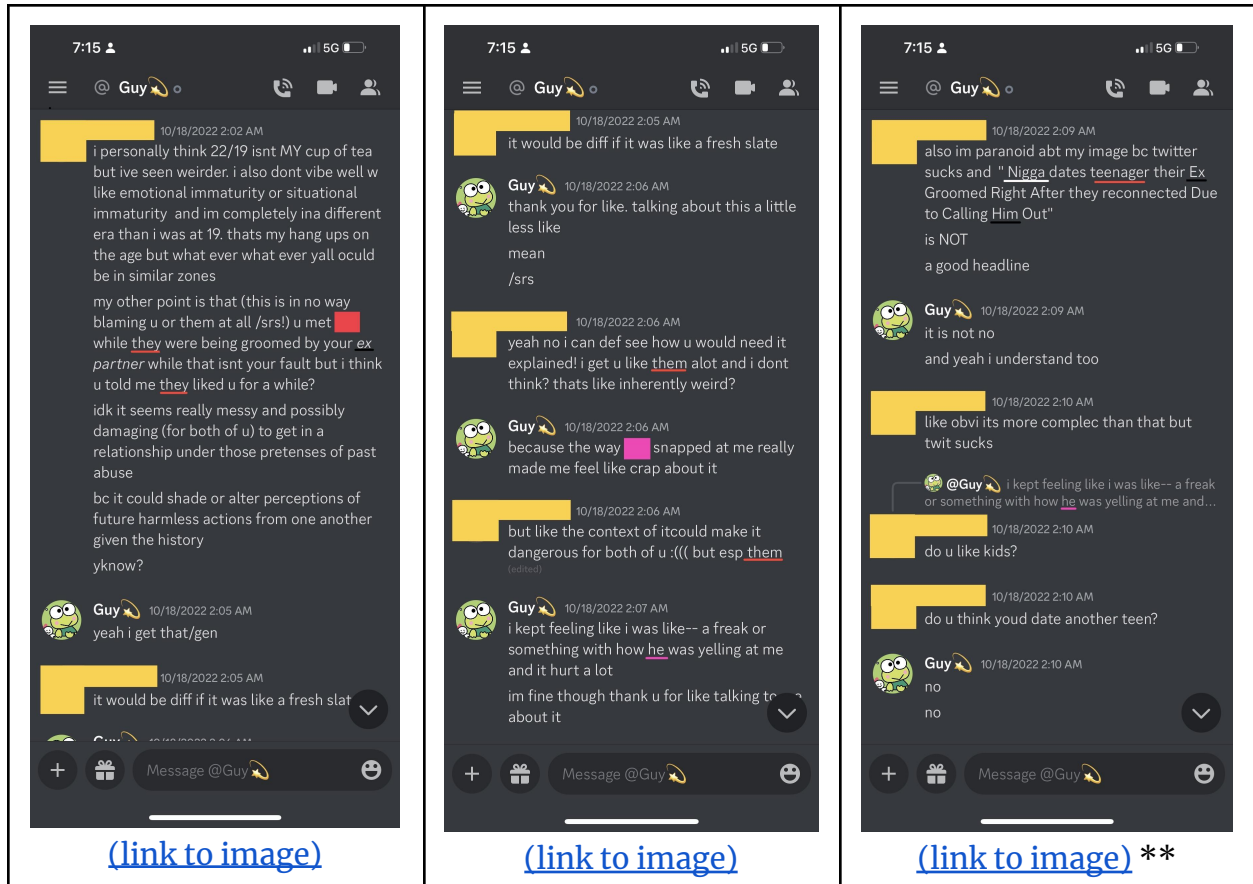 7:15
5G
@ Guy
10/18/2022 2:02 AM
i personally think 22/19 isnt MY cup of tea
but ive seen weirder. i also dont vibe well w
like emotional immaturity or situational
immaturity and im completely ina different
era than i was at 19. thats my hang ups on
the age but what ever what ever yall oculd
be in similar zones
my other point is that (this is in no way
blaming u or them at all /srs!) u met
while they were being groomed by your ex
partner while that isnt your fault but i think
u told me they liked u for a while?
idk it seems really messy and possibly
damaging (for both of u) to get in a
relationship under those pretenses of past
abuse
bc it could shade or alter perceptions of
future harmless actions from one another
given the history
yknow?
Guy 10/18/2022 2:05 AM
yeah i get that/gen
10/18/2022 2:05 AM
it would be diff if it was like a fresh slat
Message @Guy
(link to image)
7:15
5G
@ Guy
10/18/2022 2:05 AM
it would be diff if it was like a fresh slate
Guy 10/18/2022 2:06 AM
thank you for like. talking about this a little
less like
mean
/srs
10/18/2022 2:06 AM
yeah no i can def see how u would need it
explained! i get u like them alot and i dont
think? thats like inherently weird?
Guy 10/18/2022 2:06 AM
because the way snapped at me really
made me feel like crap about it
10/18/2022 2:06 AM
but like the context of itcould make it
dangerous for both of u :((( but esp them
(edited)
Guy 10/18/2022 2:07 AM
i kept feeling like i was like-- a freak or
something with how he was yelling at me
and it hurt a lot
im fine though thank u for like talking to
about it
Message @Guy
(link to image)
7:15
5G
@ Guy
10/18/2022 2:09 AM
also im paranoid abt my image bc twitter
sucks and " Nigga dates teenager their Ex
Groomed Right After they reconnected Due
to Calling Him Out"
is NOT
a good headline
Guy 10/18/2022 2:09 AM
it is not no
and yeah i understand too
10/18/2022 2:10 AM
like obvi its more complec than that but
twit sucks
@Guy i kept feeling like i was like-- a freak
or something with how he was yelling at me and...
10/18/2022 2:10 AM
do u like kids?
10/18/2022 2:10 AM
do u think youd date another teen?
Guy 10/18/2022 2:10 AM
no
no
Message @Guy
(link to image) **